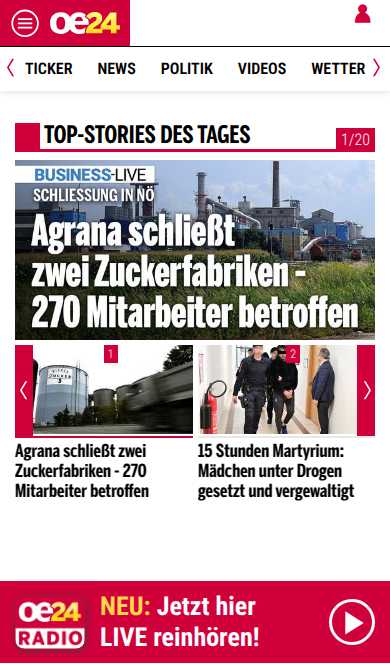 oe24
TICKER NEWS POLITIK VIDEOS WETTER
TOP-STORIES DES TAGES
1/20
BUSINESS-LIVE
SCHLIESSUNG IN NÖ
Agrana schließt
zwei Zuckerfabriken -
270 Mitarbeiter betroffen
1
2
Agrana schließt zwei
Zuckerfabriken - 270
Mitarbeiter betroffen
15 Stunden Martyrium:
Mädchen unter Drogen
gesetzt und vergewaltigt
oe24
RADIO
NEU: Jetzt hier
LIVE reinhören!